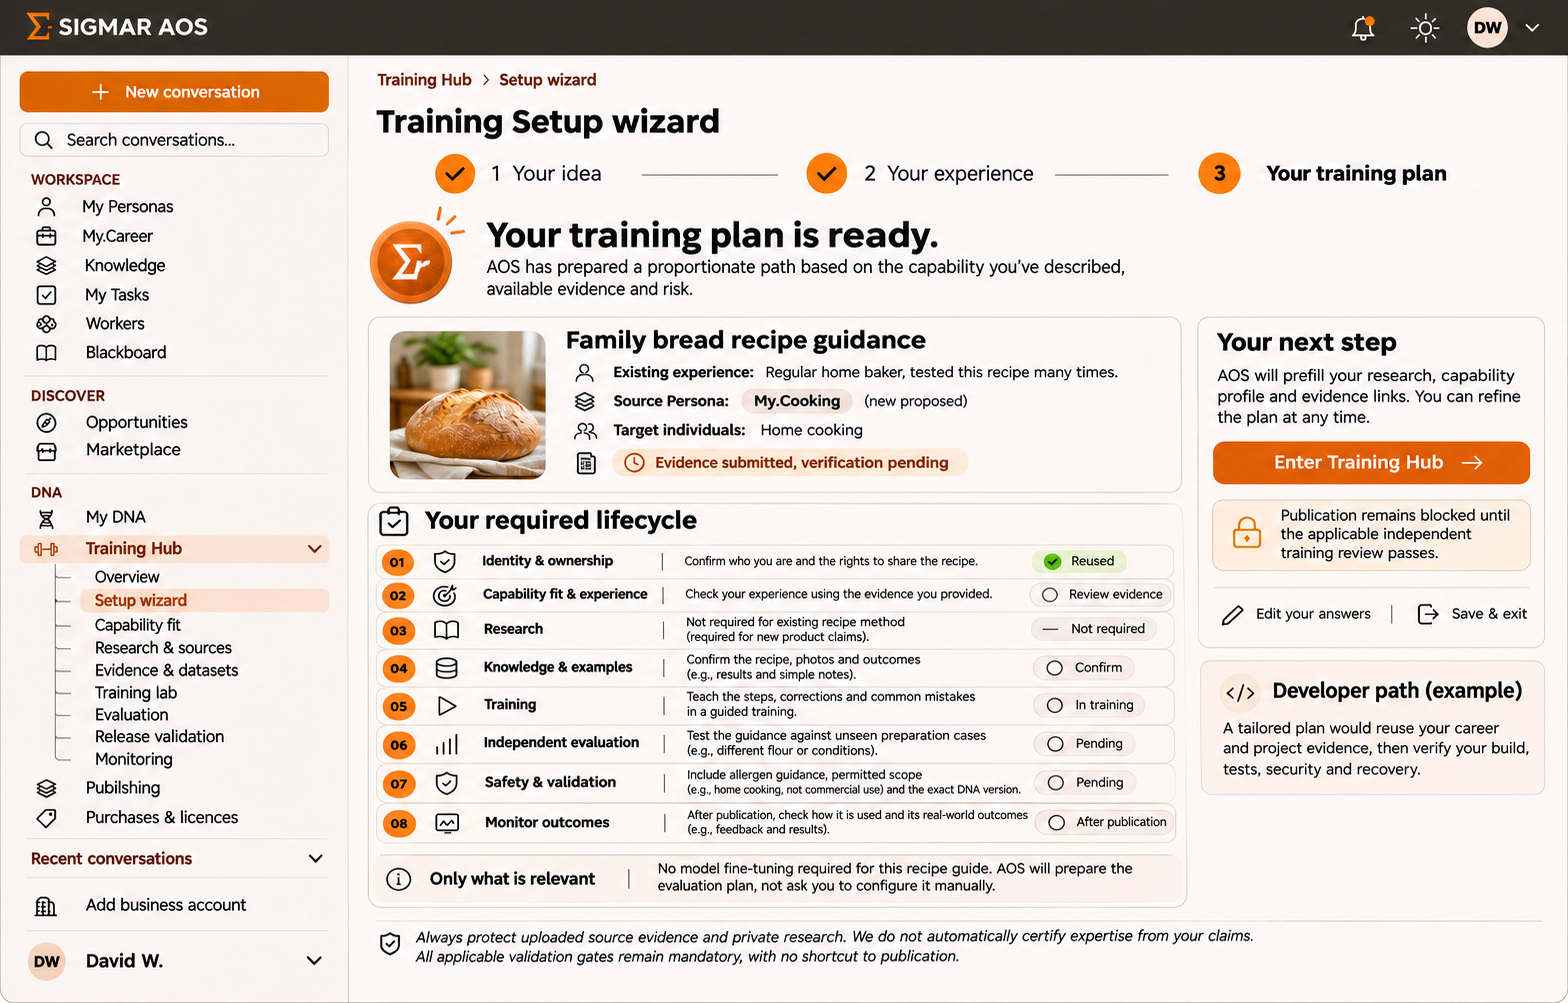 SIGMAR AOS
DW
New conversation
Search conversations...
WORKSPACE
My Personas
My.Career
Knowledge
My Tasks
Workers
Blackboard
DISCOVER
Opportunities
Marketplace
DNA
My DNA
Training Hub
Overview
Setup wizard
Capability fit
Research & sources
Evidence & datasets
Training lab
Evaluation
Release validation
Monitoring
Publishing
Purchases & licences
Recent conversations
Add business account
DW David W.
Training Hub > Setup wizard
Training Setup wizard
1 Your idea
2 Your experience
3 Your training plan
Your training plan is ready.
AOS has prepared a proportionate path based on the capability you've described,
available evidence and risk.
Family bread recipe guidance
Existing experience: Regular home baker, tested this recipe many times.
Source Persona: My.Cooking (new proposed)
Target individuals: Home cooking
Evidence submitted, verification pending
Your required lifecycle
01 Identity & ownership | Confirm who you are and the rights to share the recipe. Reused
02 Capability fit & experience | Check your experience using the evidence you provided. Review evidence
03 Research | Not required for existing recipe method
(required for new product claims). — Not required
04 Knowledge & examples | Confirm the recipe, photos and outcomes
(e.g., results and simple notes). Confirm
05 Training | Teach the steps, corrections and common mistakes
in a guided training. In training
06 Independent evaluation | Test the guidance against unseen preparation cases
(e.g., different flour or conditions). Pending
07 Safety & validation | Include allergen guidance, permitted scope
(e.g., home cooking, not commercial use) and the exact DNA version. Pending
08 Monitor outcomes | After publication, check how it is used and its real-world outcomes
(e.g., feedback and results). After publication
Only what is relevant | No model fine-tuning required for this recipe guide. AOS will prepare the
evaluation plan, not ask you to configure it manually.
Your next step
AOS will prefill your research, capability
profile and evidence links. You can refine
the plan at any time.
Enter Training Hub →
Publication remains blocked until
the applicable independent
training review passes.
Edit your answers | Save & exit
</> Developer path (example)
A tailored plan would reuse your career
and project evidence, then verify your build,
tests, security and recovery.
Always protect uploaded source evidence and private research. We do not automatically certify expertise from your claims.
All applicable validation gates remain mandatory, with no shortcut to publication.